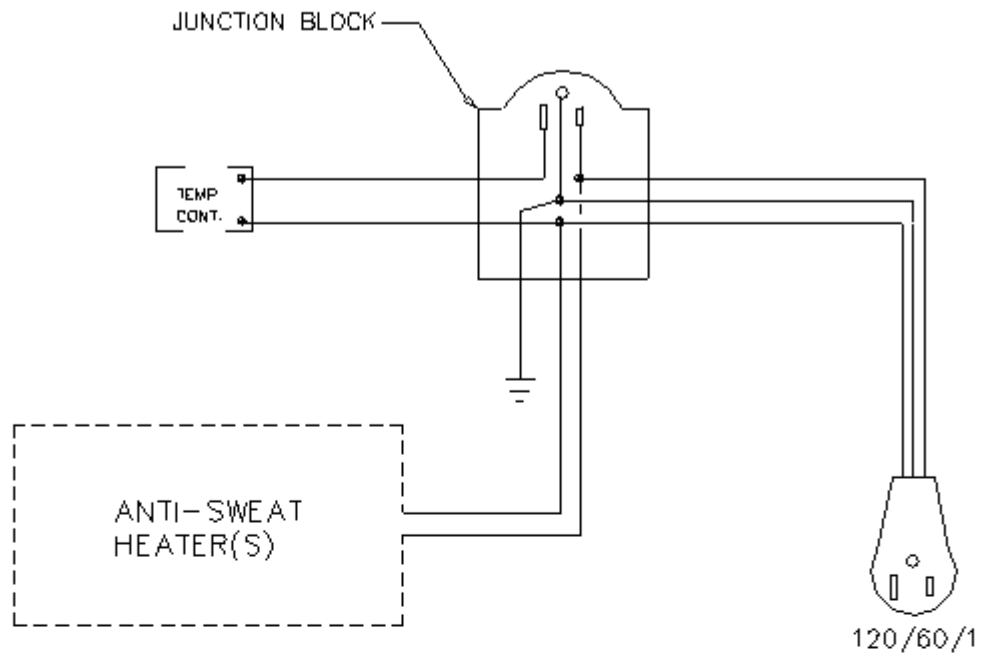 JUNCTION BLOCK
TEMP
CONT.
ANTI-SWEAT
HEATER(S)
120/60/1